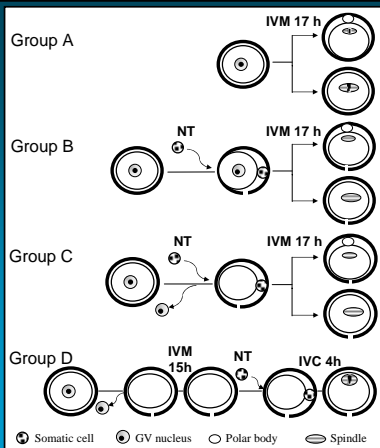 Group A
IVM 17 h
Group B
NT
IVM 17 h
Group C
NT
IVM 17 h
Group D
IVM
15h
NT
IVC 4h
Somatic cell GV nucleus Polar body Spindle